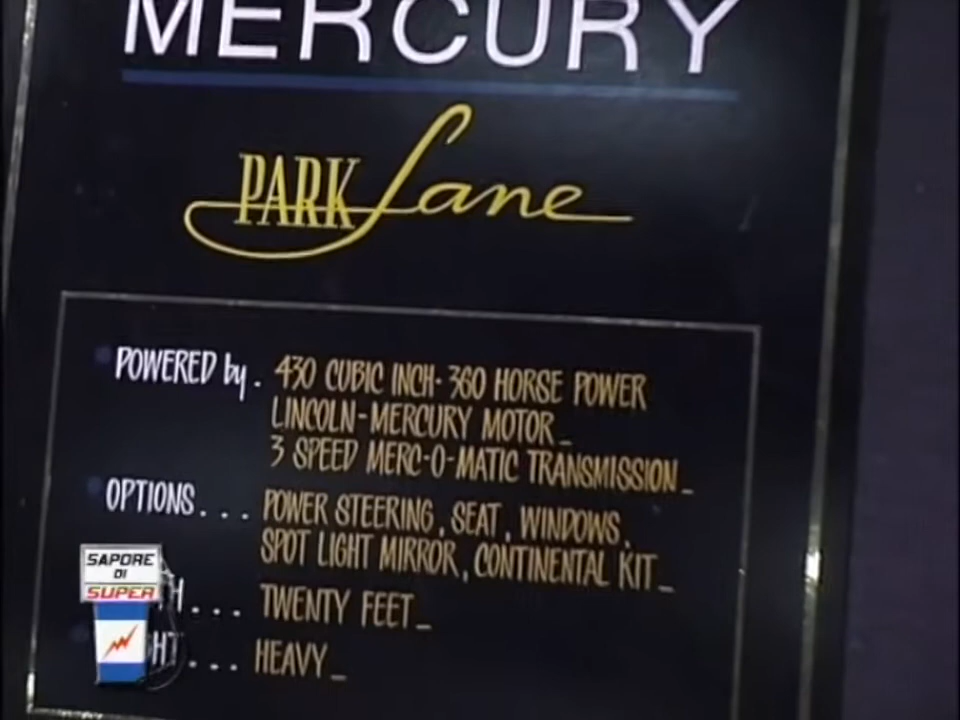 MERCURY
PARK Lane
POWERED by . 430 CUBIC INCH - 360 HORSE POWER
LINCOLN-MERCURY MOTOR_
3 SPEED MERC-O-MATIC TRANSMISSION_
OPTIONS . . . POWER STEERING, SEAT, WINDOWS,
SPOT LIGHT MIRROR, CONTINENTAL KIT_
H . . . TWENTY FEET_
HT . . . HEAVY_
SAPORE
DI
SUPER